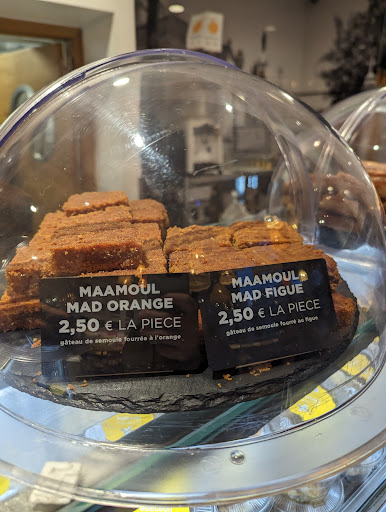 MAAMOUL
MAD ORANGE
2,50 € LA PIECE
gâteau de semoule fourrée à l'orange
MAAMOUL
MAD FIGUE
2,50 € LA PIECE
gâteau de semoule fourré au figue